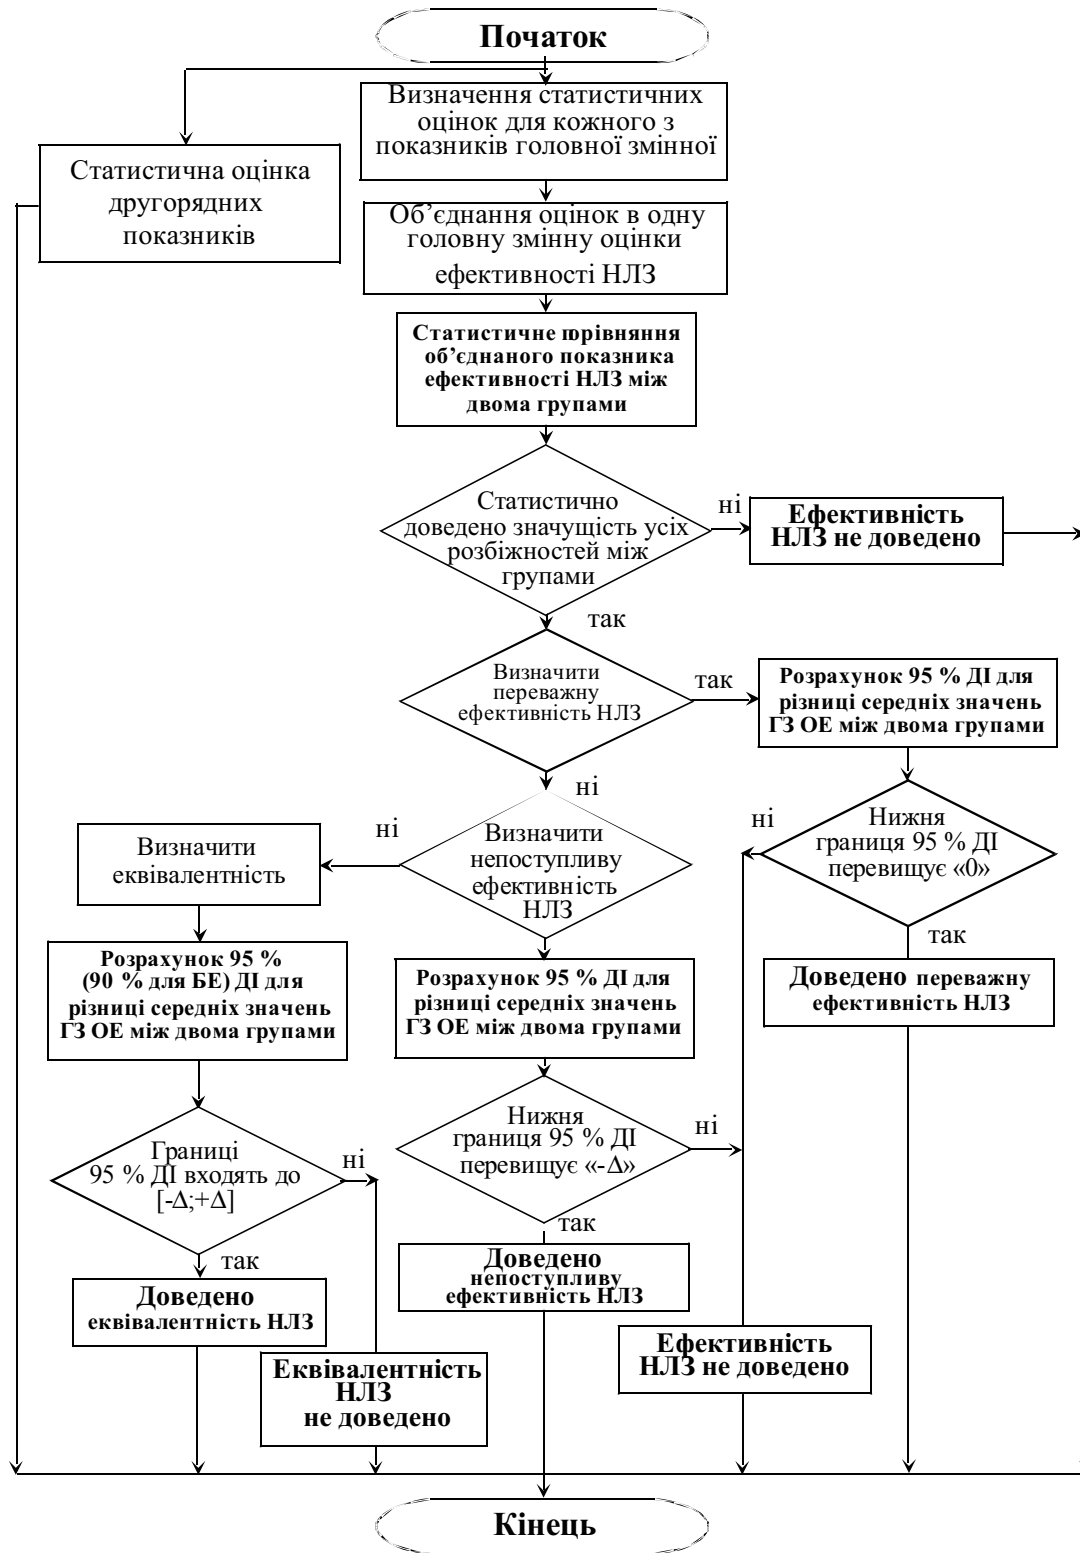 Початок
Визначення статистичних
оцінок для кожного з
показників головної змінної
Статистична оцінка
другорядних
показників
Об’єднання оцінок в одну
головну змінну оцінки
ефективності НЛЗ
Статистичне порівняння
об’єднаного показника
ефективності НЛЗ між
двома групами
Статистично
доведено значущість усіх
розбіжностей між
групами
ні
Ефективність
НЛЗ не доведено
так
Визначити
переважну
ефективність НЛЗ
так
Розрахунок 95 % ДІ для
різниці середніх значень
ГЗ ОЕ між двома групами
ні
Визначити
непоступливу
ефективність
НЛЗ
ні
Визначити
еквівалентність
ні
Нижня
границя 95 % ДІ
перевищує «0»
так
Доведено переважну
ефективність НЛЗ
Розрахунок 95 %
(90 % для БЕ) ДІ для
різниці середніх значень
ГЗ ОЕ між двома групами
Розрахунок 95 % ДІ для
різниці середніх значень
ГЗ ОЕ між двома групами
Границі
95 % ДІ входять до
[-Δ;+Δ]
ні
Нижня
границя 95 % ДІ
перевищує «-Δ»
ні
так
Доведено
еквівалентність НЛЗ
так
Доведено
непоступливу
ефективність НЛЗ
Еквівалентність
НЛЗ
не доведено
Ефективність
НЛЗ не доведено
Кінець